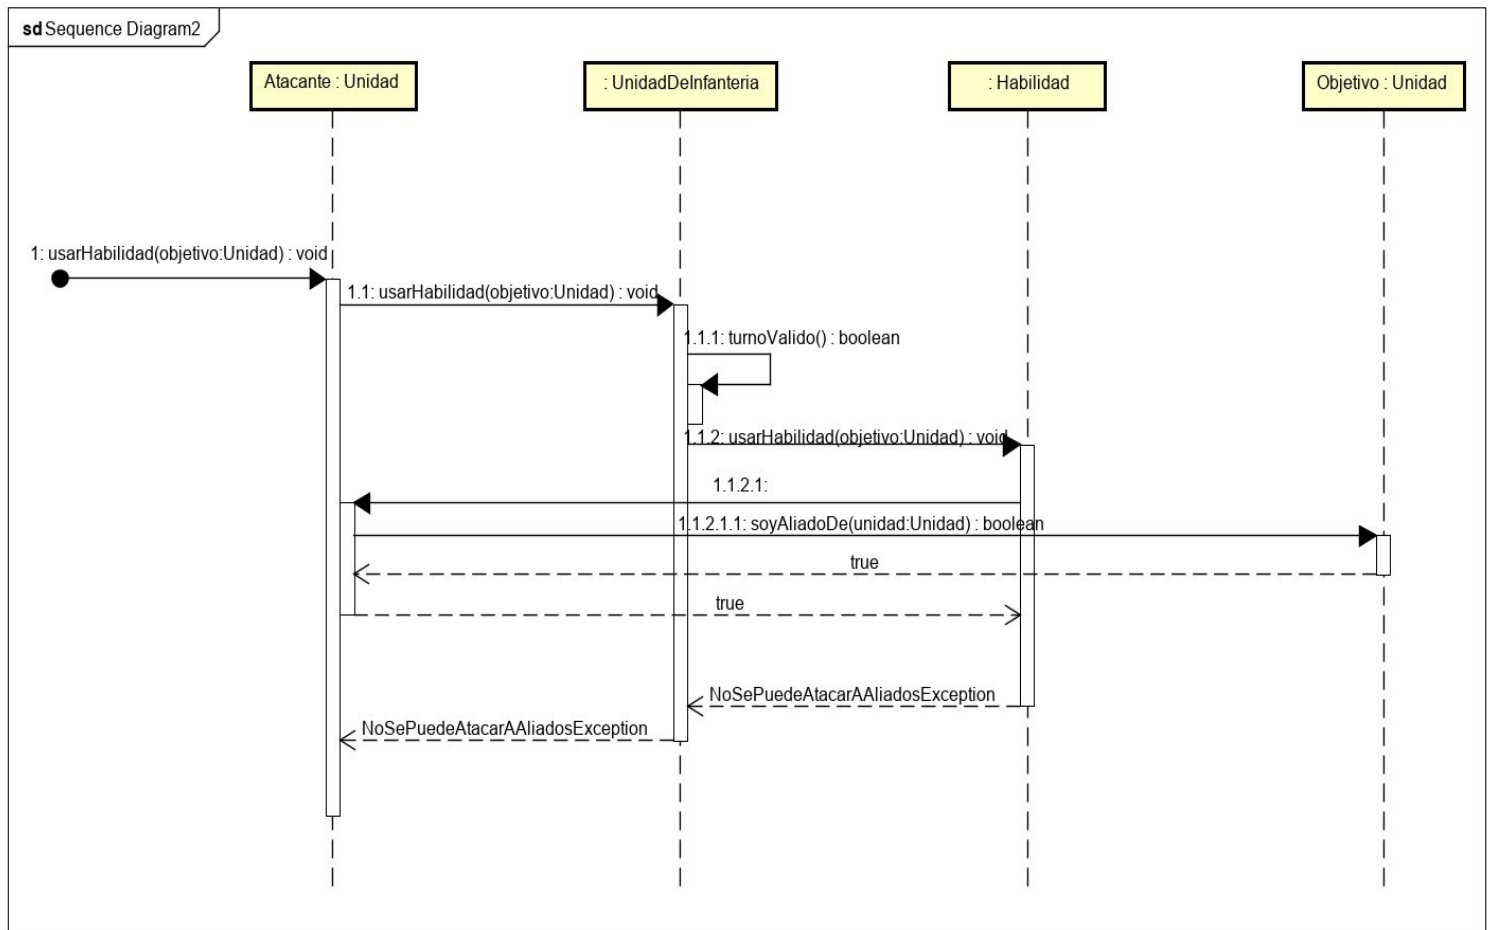 sd Sequence Diagram2
Atacante : Unidad
: UnidadDeInfanteria
: Habilidad
Objetivo : Unidad
1: usarHabilidad(objetivo:Unidad) : void
1.1: usarHabilidad(objetivo:Unidad) : void
1.1.1: turnoValido() : boolean
1.1.2: usarHabilidad(objetivo:Unidad) : void
1.1.2.1:
1.1.2.1.1: soyAliadoDe(unidad:Unidad) : boolean
true
true
NoSePuedeAtacarAAliadosException
NoSePuedeAtacarAAliadosException